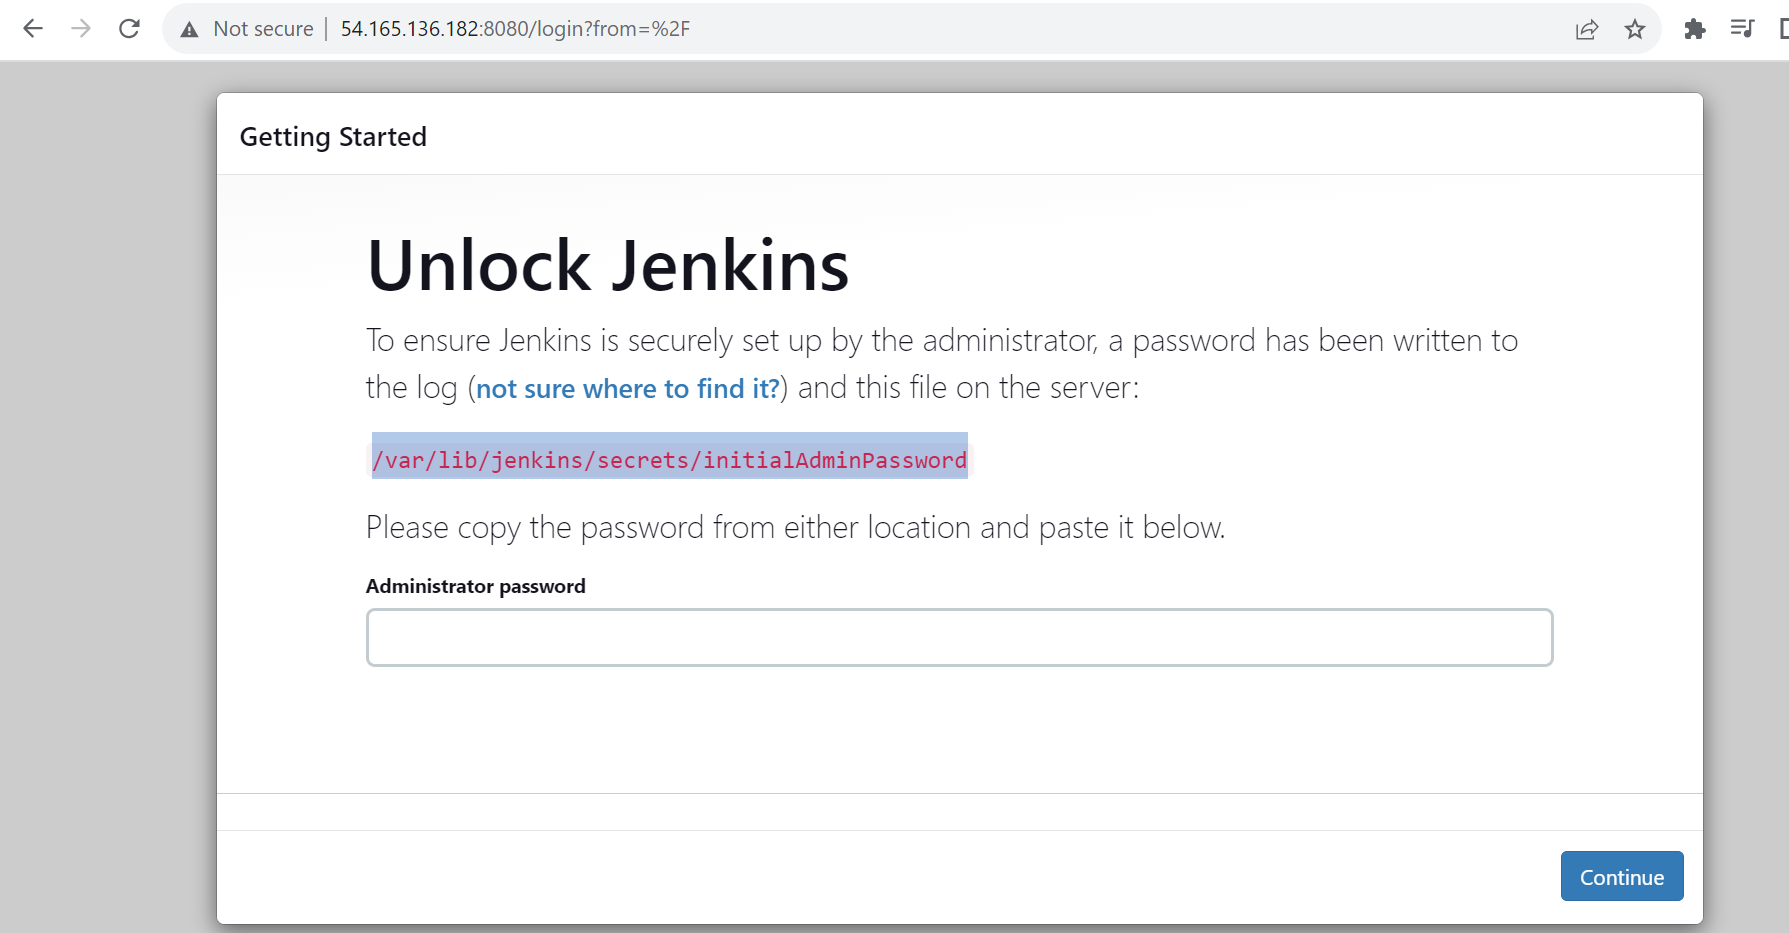 Not secure | 54.165.136.182:8080/login?from=%2F
Getting Started
Unlock Jenkins
To ensure Jenkins is securely set up by the administrator, a password has been written to
the log (not sure where to find it?) and this file on the server:
/var/lib/jenkins/secrets/initialAdminPassword
Please copy the password from either location and paste it below.
Administrator password
Continue